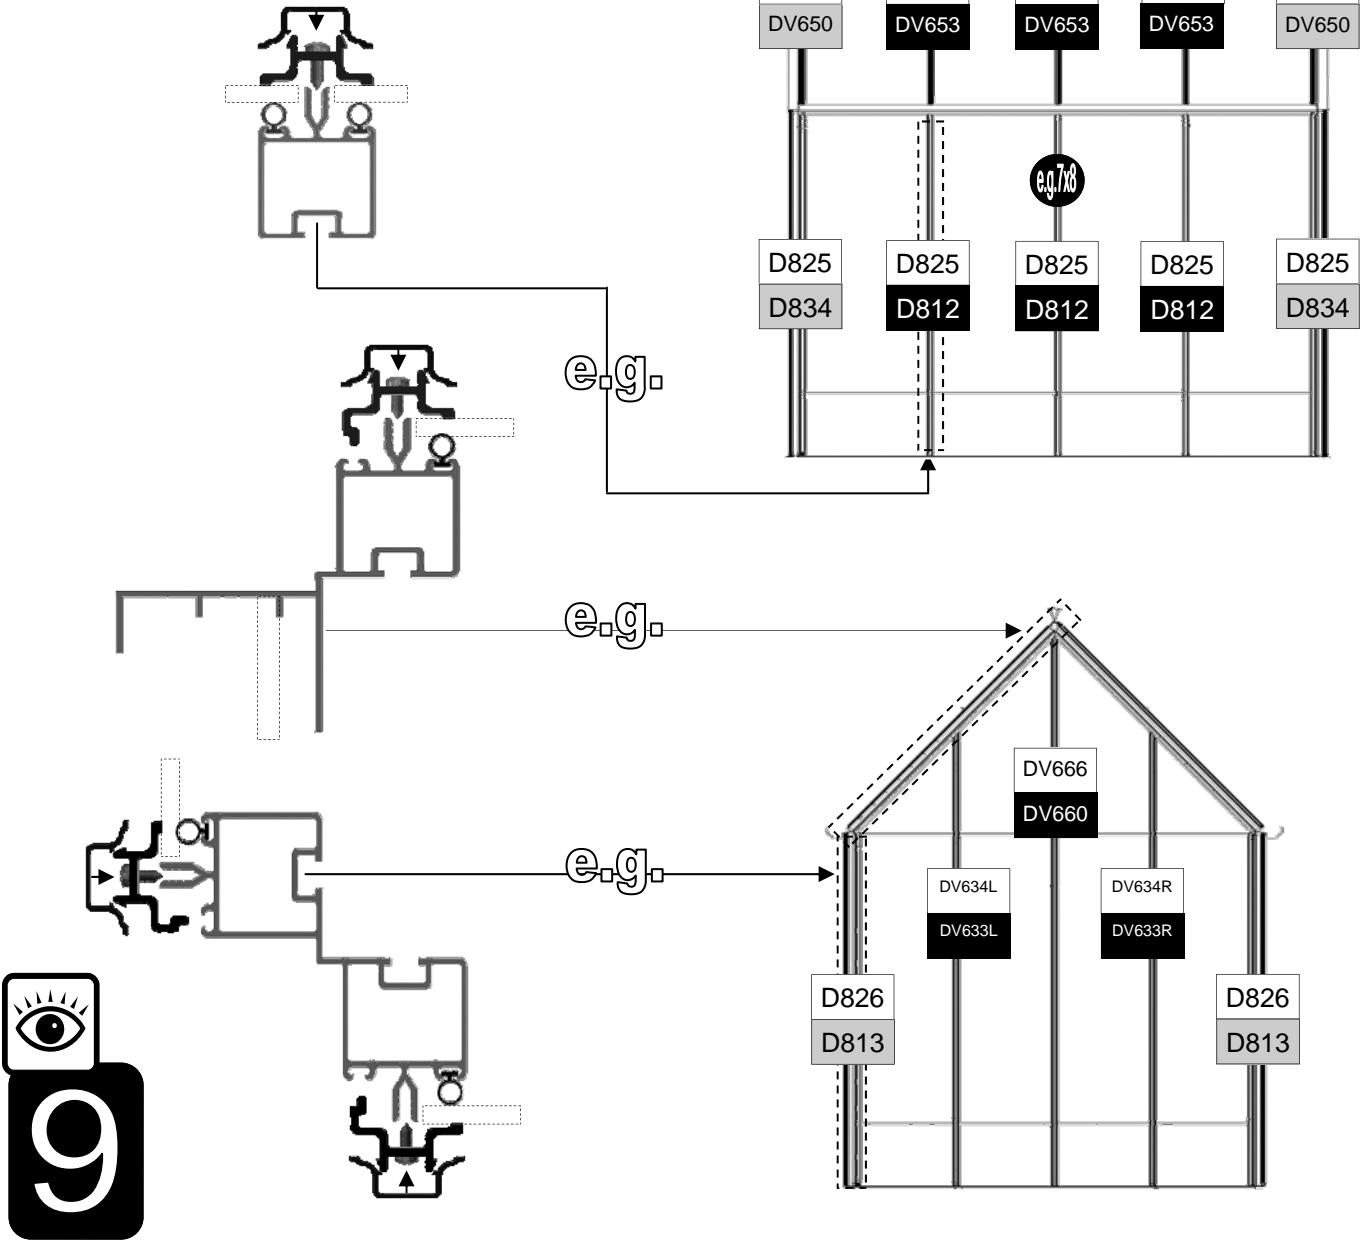 DV650 DV653 DV653 DV653 DV650
e.g.7x8
D825 D825 D825 D825 D825
D834 D812 D812 D812 D834
e.g.
e.g.
DV666
DV660
e.g.
DV634L DV634R
DV633L DV633R
D826 D826
D813 D813
9